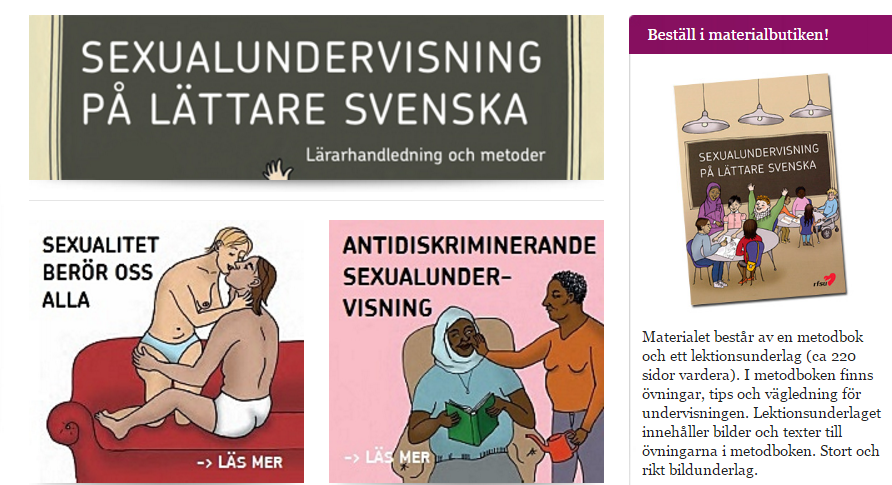 SEXUALUNDERVISNING
PÅ LÄTTARE SVENSKA
Lärarhandledning och metoder
SEXUALITET
BERÖR OSS
ALLA
-> LÄS MER
ANTIDISKRIMINERANDE
SEXUALUNDER-
VISNING
-> LÄS MER
Beställ i materialbutiken!
SEXUALUNDERVISNING
PÅ LÄTTARE SVENSKA
rfsu
Materialet består av en metodbok
och ett lektionsunderlag (ca 220
sidor vardera). I metodboken finns
övningar, tips och vägledning för
undervisningen. Lektionsunderlaget
innehåller bilder och texter till
övningarna i metodboken. Stort och
rikt bildunderlag.